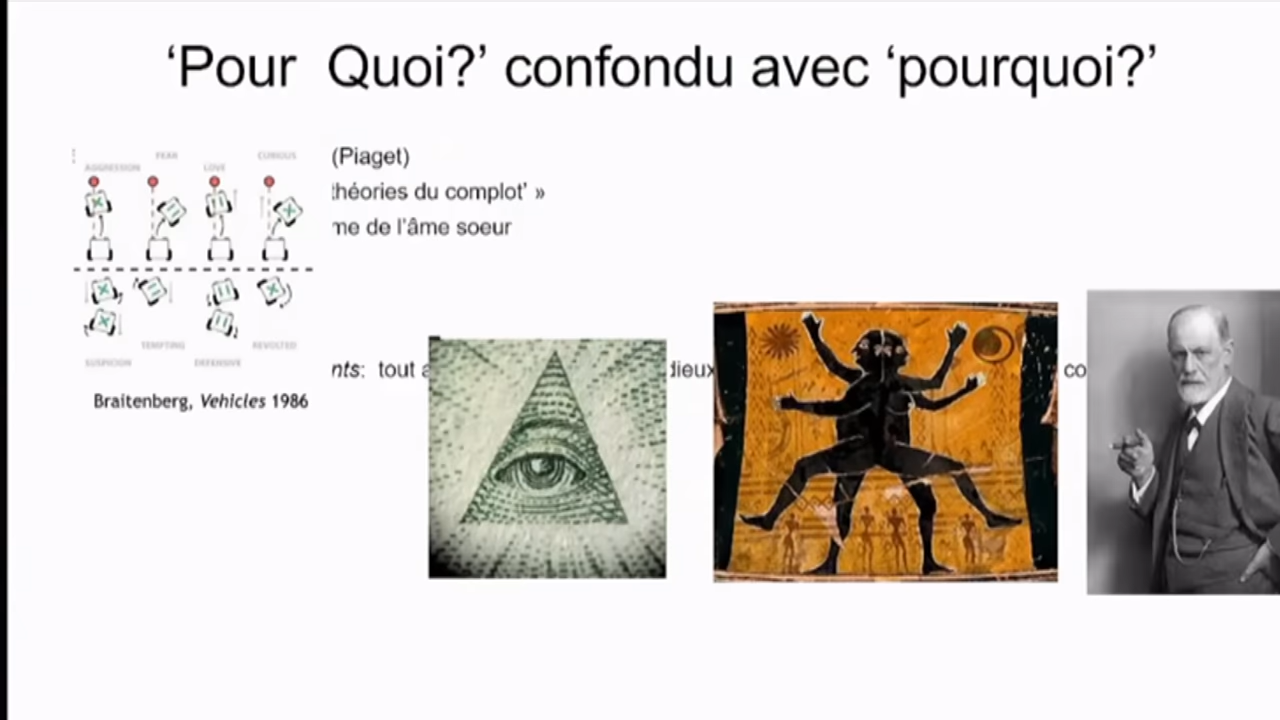 ‘Pour Quoi?’ confondu avec ‘pourquoi?’
(Piaget)
théories du complot’ »
me de l’âme soeur
FEAR
CURIOUS
AGGRESSION
LOVE
TEMPTING
REVOLTED
SUSPICION
DEFENSIVE
nts: tout a
dieux
co
Braitenberg, Vehicles 1986